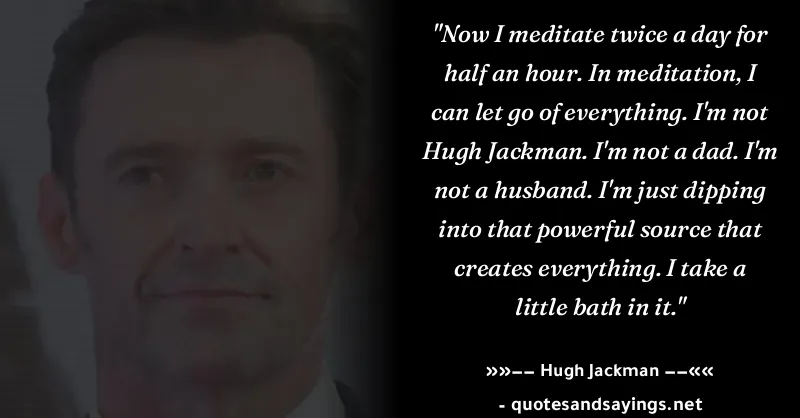 "Now I meditate twice a day for
half an hour. In meditation, I
can let go of everything. I'm not
Hugh Jackman. I'm not a dad. I'm
not a husband. I'm just dipping
into that powerful source that
creates everything. I take a
little bath in it."
»»–– Hugh Jackman ––««
- quotesandsayings.net